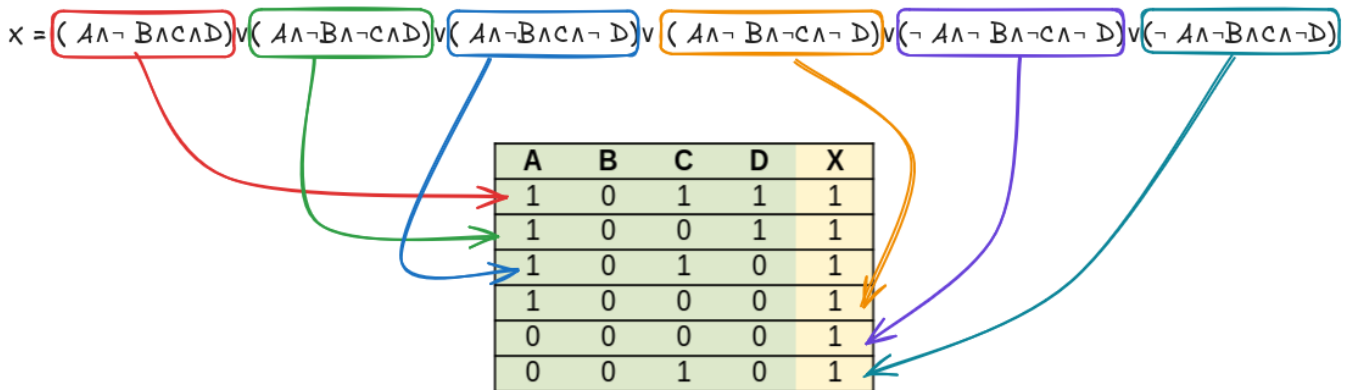 X = ( A∧¬ B∧C∧D)∨( A∧¬B∧¬C∧D)∨( A∧¬B∧C∧¬ D)∨ ( A∧¬ B∧¬C∧¬ D)∨(¬ A∧¬ B∧¬C∧¬ D)∨(¬ A∧¬B∧C∧¬D)
A B C D X
1 0 1 1 1
1 0 0 1 1
1 0 1 0 1
1 0 0 0 1
0 0 0 0 1
0 0 1 0 1